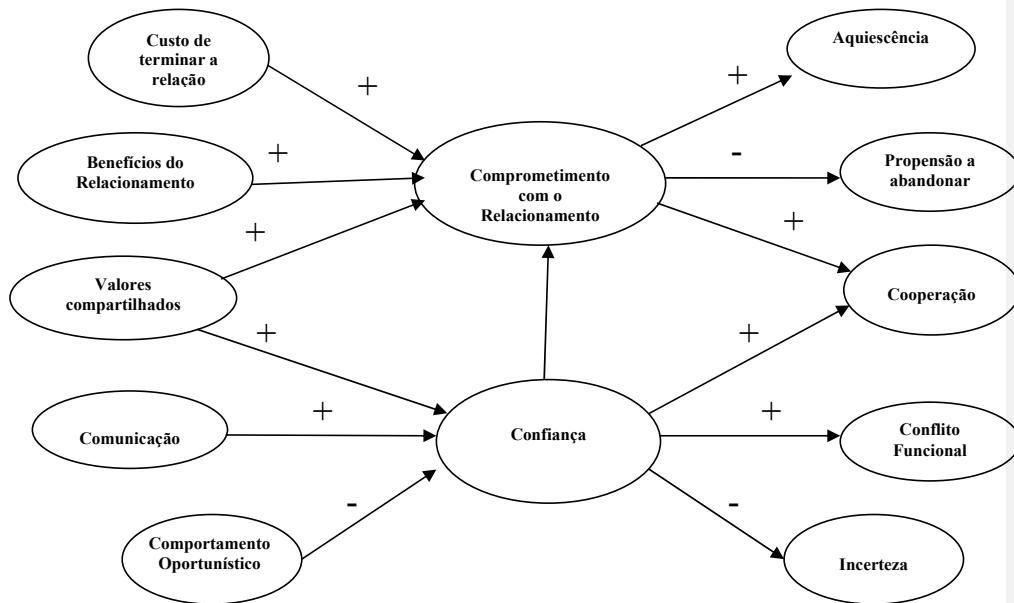 Custo de
terminar a
relação
+
Aquiescência
+
Benefícios do
Relacionamento
+
Comprometimento
com o
Relacionamento
-
Propensão a
abandonar
+
+
Valores
compartilhados
Cooperação
+
+
Comunicação
+
Confiança
+
Conflito
Funcional
-
-
Comportamento
Oportunístico
Incerteza